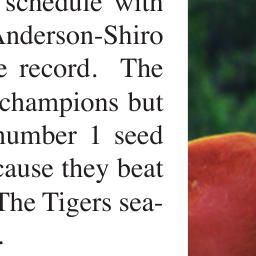 schedule with
Anderson-Shiro
e record. The
champions but
number 1 seed
cause they beat
The Tigers sea-
.